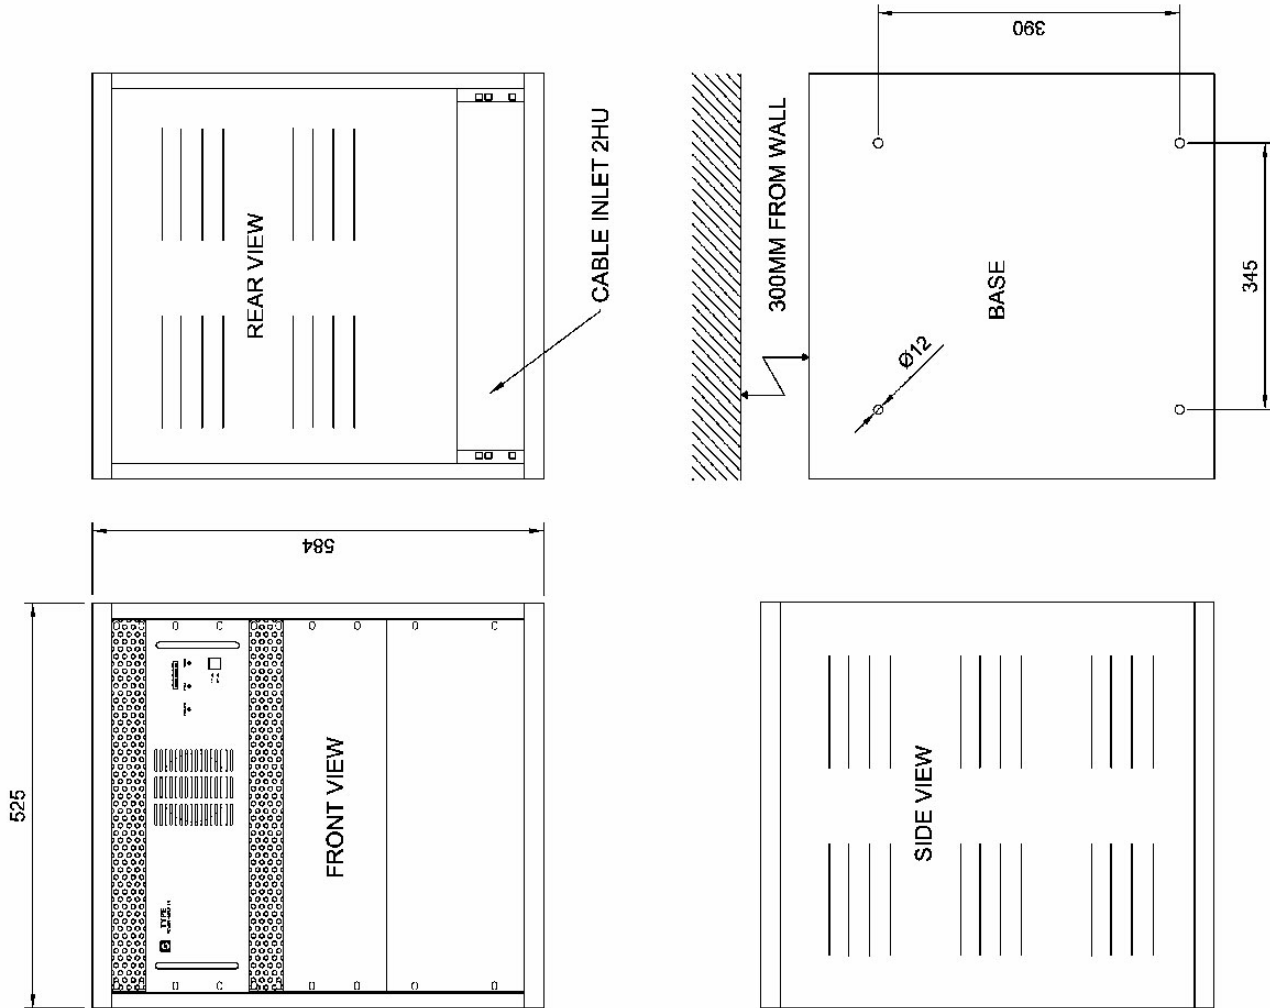 REAR VIEW
CABLE INLET 2HU
300MM FROM WALL
390
BASE
Ø12
345
584
525
TYPE
FRONT VIEW
SIDE VIEW